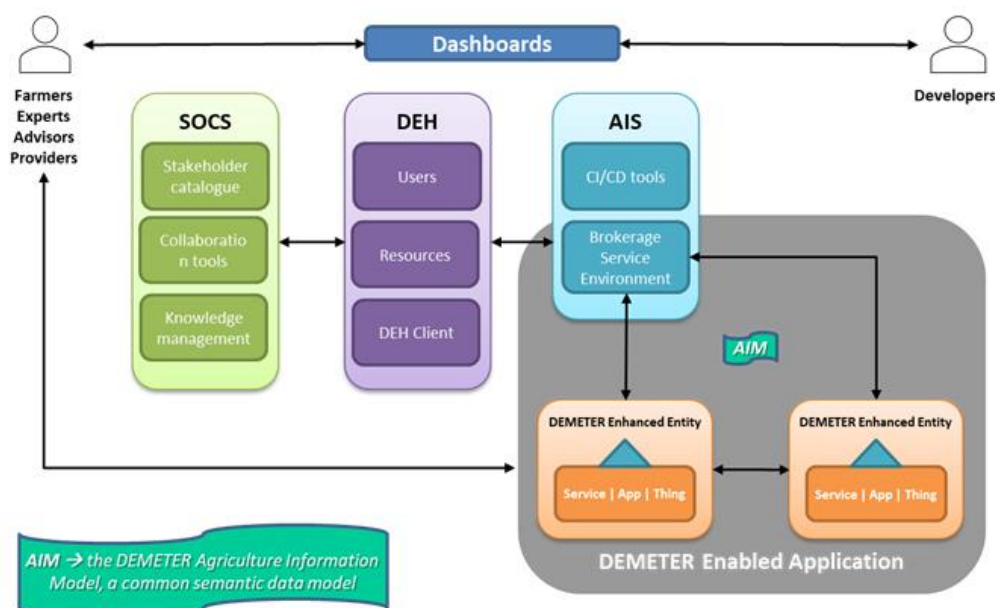 Dashboards
Farmers
Experts
Advisors
Providers
Developers
SOCS
Stakeholder
catalogue
Collaboratio
n tools
Knowledge
management
DEH
Users
Resources
DEH Client
AIS
CI/CD tools
Brokerage
Service
Environment
AIM
DEMETER Enhanced Entity
Service | App | Thing
DEMETER Enhanced Entity
Service | App | Thing
DEMETER Enabled Application
AIM → the DEMETER Agriculture Information
Model, a common semantic data model